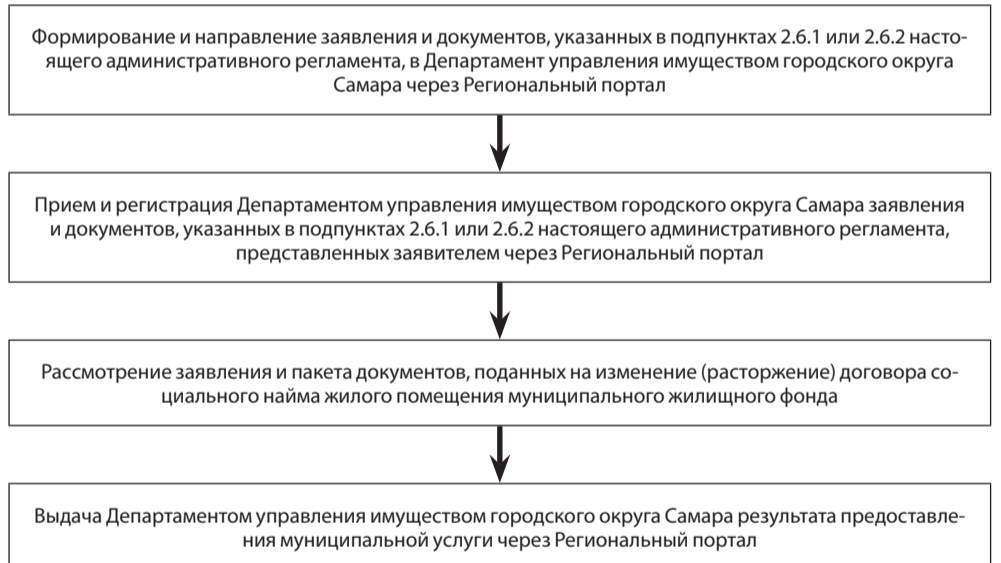 Формирование и направление заявления и документов, указанных в подпунктах 2.6.1 или 2.6.2 насто-
ящего административного регламента, в Департамент управления имуществом городского округа
Самара через Региональный портал
Прием и регистрация Департаментом управления имуществом городского округа Самара заявления
и документов, указанных в подпунктах 2.6.1 или 2.6.2 настоящего административного регламента,
представленных заявителем через Региональный портал
Рассмотрение заявления и пакета документов, поданных на изменение (расторжение) договора со-
циального найма жилого помещения муниципального жилищного фонда
Выдача Департаментом управления имуществом городского округа Самара результата предоставле-
ния муниципальной услуги через Региональный портал